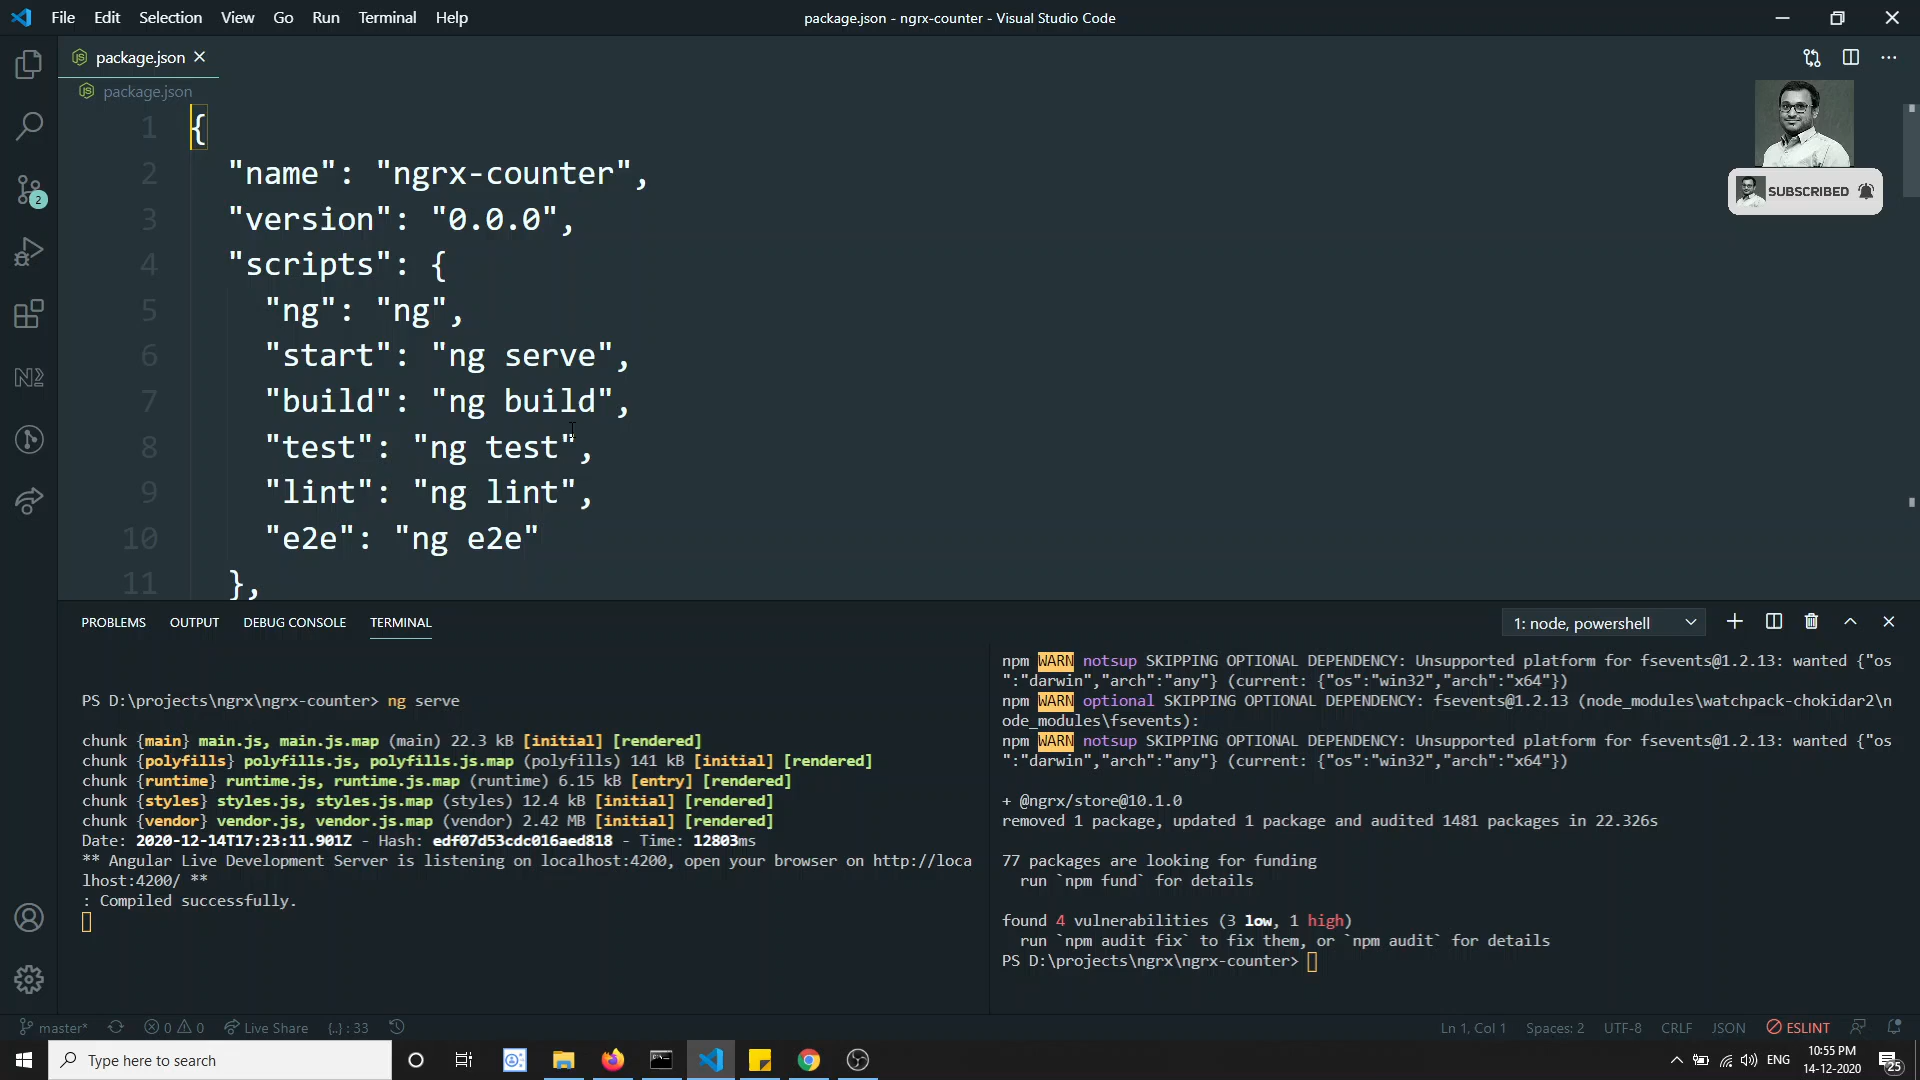 File Edit Selection View Go Run Terminal Help
package.json - ngrx-counter - Visual Studio Code
package.json
package.json
SUBSCRIBED
1 {
2 "name": "ngrx-counter",
3 "version": "0.0.0",
4 "scripts": {
5 "ng": "ng",
6 "start": "ng serve",
7 "build": "ng build",
8 "test": "ng test",
9 "lint": "ng lint",
10 "e2e": "ng e2e"
11 },
2
PROBLEMS OUTPUT DEBUG CONSOLE TERMINAL
1: node, powershell
PS D:\projects\ngrx\ngrx-counter> ng serve
chunk {main} main.js, main.js.map (main) 22.3 kB [initial] [rendered]
chunk {polyfills} polyfills.js, polyfills.js.map (polyfills) 141 kB [initial] [rendered]
chunk {runtime} runtime.js, runtime.js.map (runtime) 6.15 kB [entry] [rendered]
chunk {styles} styles.js, styles.js.map (styles) 12.4 kB [initial] [rendered]
chunk {vendor} vendor.js, vendor.js.map (vendor) 2.42 MB [initial] [rendered]
Date: 2020-12-14T17:23:11.901Z - Hash: edf07d53cdc016aed818 - Time: 12803ms
** Angular Live Development Server is listening on localhost:4200, open your browser on http://loca
lhost:4200/ **
: Compiled successfully.
npm WARN notsup SKIPPING OPTIONAL DEPENDENCY: Unsupported platform for fsevents@1.2.13: wanted {"os
":"darwin","arch":"any"} (current: {"os":"win32","arch":"x64"})
npm WARN optional SKIPPING OPTIONAL DEPENDENCY: fsevents@1.2.13 (node_modules\watchpack-chokidar2\n
ode_modules\fsevents):
npm WARN notsup SKIPPING OPTIONAL DEPENDENCY: Unsupported platform for fsevents@1.2.13: wanted {"os
":"darwin","arch":"any"} (current: {"os":"win32","arch":"x64"})
+ @ngrx/store@10.1.0
removed 1 package, updated 1 package and audited 1481 packages in 22.326s
77 packages are looking for funding
run `npm fund` for details
found 4 vulnerabilities (3 low, 1 high)
run `npm audit fix` to fix them, or `npm audit` for details
PS D:\projects\ngrx\ngrx-counter>
master* 0 0 Live Share {..} : 33
Ln 1, Col 1 Spaces: 2 UTF-8 CRLF JSON ESLINT
Type here to search
ENG
10:55 PM
14-12-2020
25